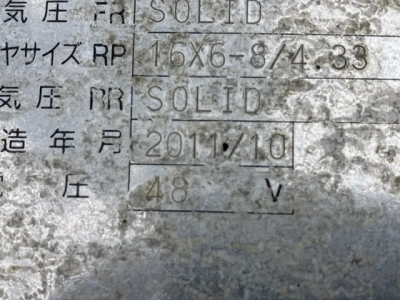 気圧 FR SOLID
ヤサイズ RP 16X6-8/4.33
気圧 RR SOLID
造年月 2011/10
圧 48 V